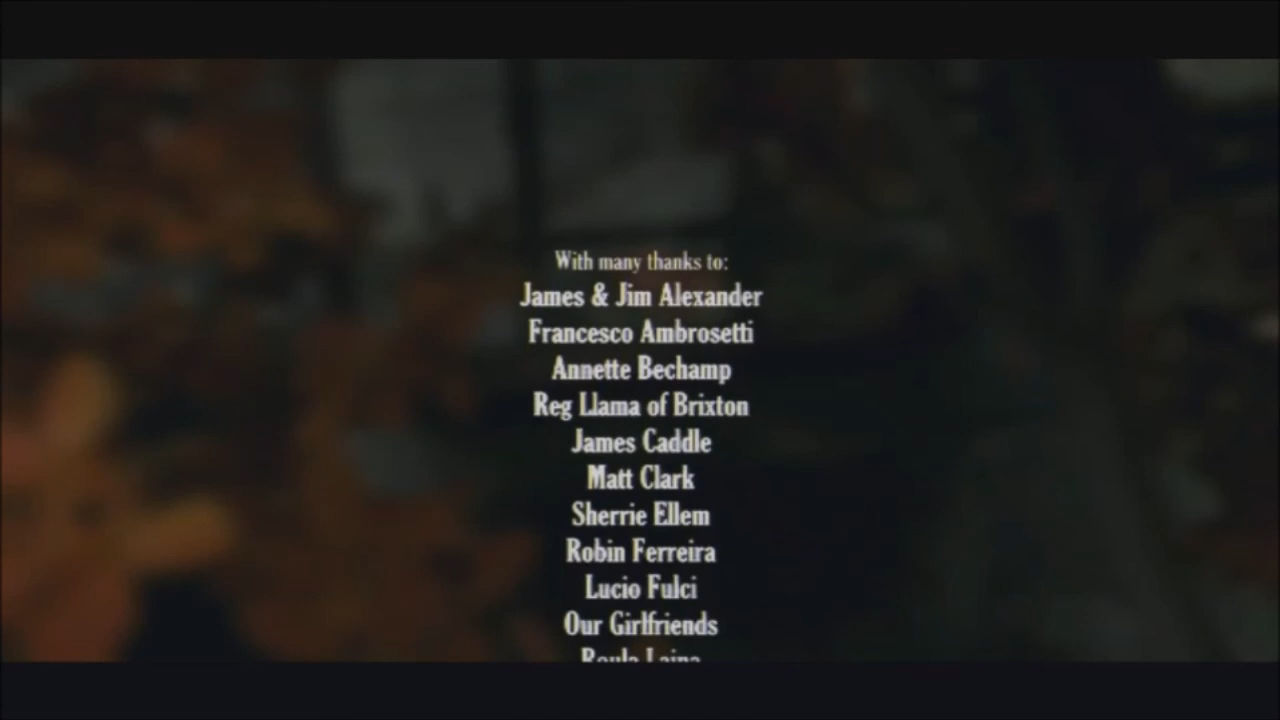 With many thanks to:
James & Jim Alexander
Francesco Ambrosetti
Annette Bechamp
Reg Llama of Brixton
James Caddle
Matt Clark
Sherrie Ellem
Robin Ferreira
Lucio Fulci
Our Girlfriends